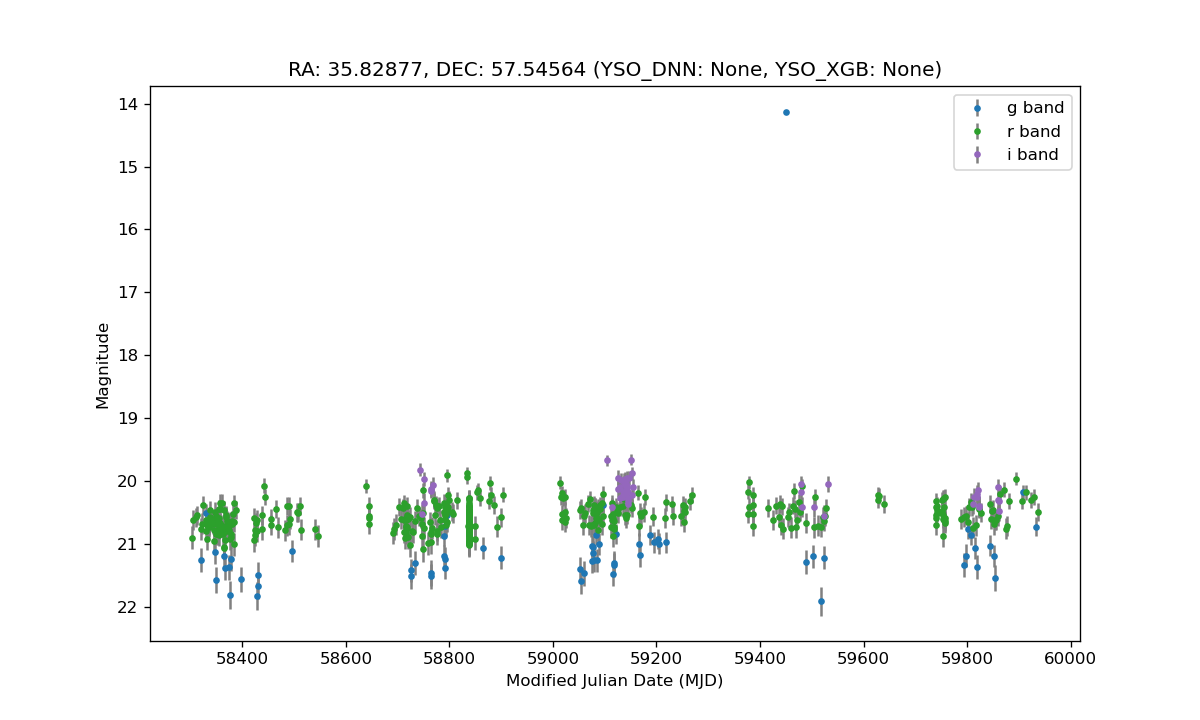 RA: 35.82877, DEC: 57.54564 (YSO_DNN: None, YSO_XGB: None)
g band
r band
i band
14
15
16
17
18
19
20
21
22
Magnitude
58400 58600 58800 59000 59200 59400 59600 59800 60000
Modified Julian Date (MJD)